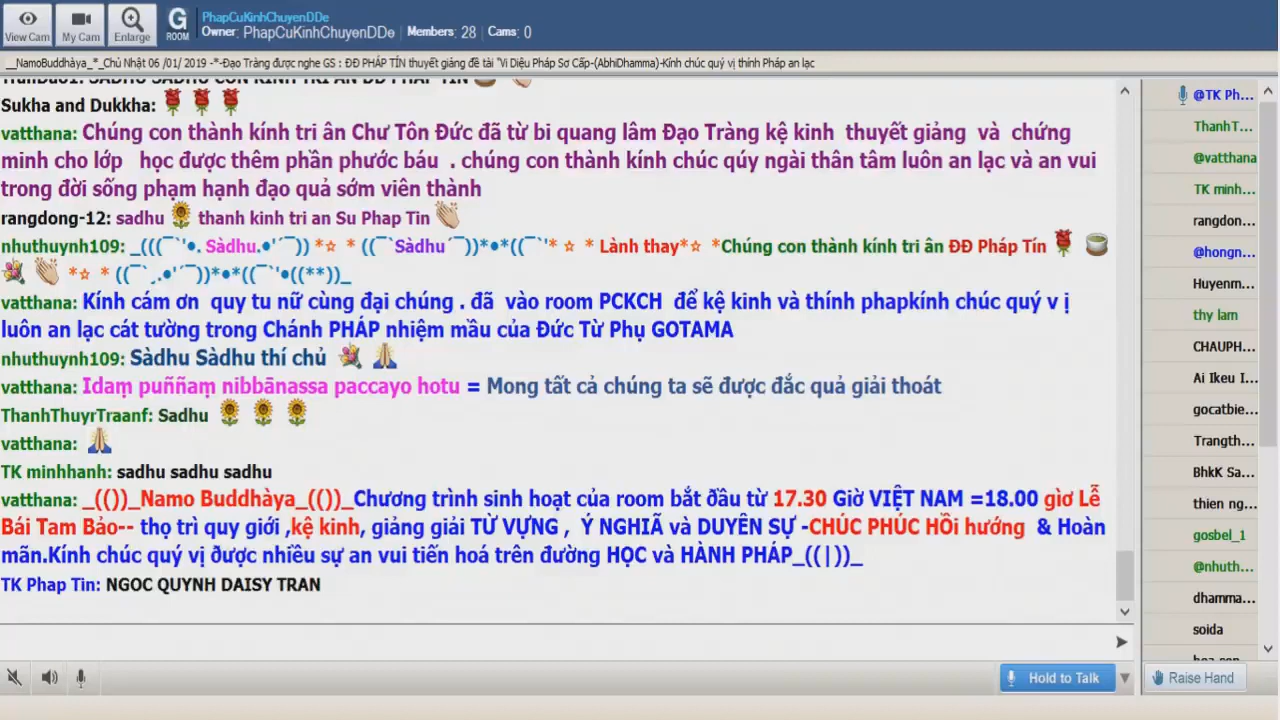 PhapCuKinhChuyenDDe
Owner: PhapCuKinhChuyenDDe Members: 28 Cams: 0
View Cam My Cam Enlarge G ROOM
__NamoBuddhàya_*_Chủ Nhật 06 /01/ 2019 -*-Đạo Tràng được nghe GS : ĐĐ PHÁP TÍN thuyết giảng đề tài "Vi Diệu Pháp Sơ Cấp-(AbhiDhamma)-Kính chúc quý vị thính Pháp an lạc
Sukha and Dukkha:
vatthana: Chúng con thành kính tri ân Chư Tôn Đức đã từ bi quang lâm Đạo Tràng kệ kinh thuyết giảng và chứng
minh cho lớp học được thêm phần phước báu . chúng con thành kính chúc qúy ngài thân tâm luôn an lạc và an vui
trong đời sống phạm hạnh đạo quả sớm viên thành
rangdong-12: sadhu thanh kinh tri an Su Phap Tin
nhuthuynh109: _(((¯`'•. Sàdhu.•'´¯)) *☆ * ((¯`Sàdhu´¯))*•*((¯`'* ☆ * Lành thay*☆ *Chúng con thành kính tri ân ĐĐ Pháp Tín
*☆ * ((¯`¸.•'´¯))*•*((¯`'•((**))_
vatthana: Kính cám ơn quy tu nữ cùng đại chúng . đã vào room PCKCH để kệ kinh và thính phapkính chúc quý v ị
luôn an lạc cát tường trong Chánh PHÁP nhiệm mầu của Đức Từ Phụ GOTAMA
nhuthuynh109: Sàdhu Sàdhu thí chủ
vatthana: Idaṃ puññaṃ nibbānassa paccayo hotu = Mong tất cả chúng ta sẽ được đắc quả giải thoát
ThanhThuyrTraanf: Sadhu
vatthana:
TK minhhanh: sadhu sadhu sadhu
vatthana: _(())_Namo Buddhàya_(())_Chương trình sinh hoạt của room bắt đầu từ 17.30 Giờ VIỆT NAM =18.00 giơ Lễ
Bái Tam Bảo-- thọ trì quy giới ,kệ kinh, giảng giải TỪ VỰNG , Ý NGHIÃ và DUYÊN SỰ -CHÚC PHÚC HỒi hướng & Hoàn
mãn.Kính chúc quý vị được nhiều sự an vui tiến hoá trên đường HỌC và HÀNH PHÁP_((|))_
TK Phap Tin: NGOC QUYNH DAISY TRAN
@TK Ph...
ThanhT...
@vatthana
TK minh...
rangdon...
@hongn...
Huyenm...
thy lam
CHAUPH...
Ai Ikeu I...
gocatbie...
Trangth...
BhkK Sa...
thien ng...
gosbel_1
@nhuth...
dhamma...
soida
Hold to Talk
Raise Hand